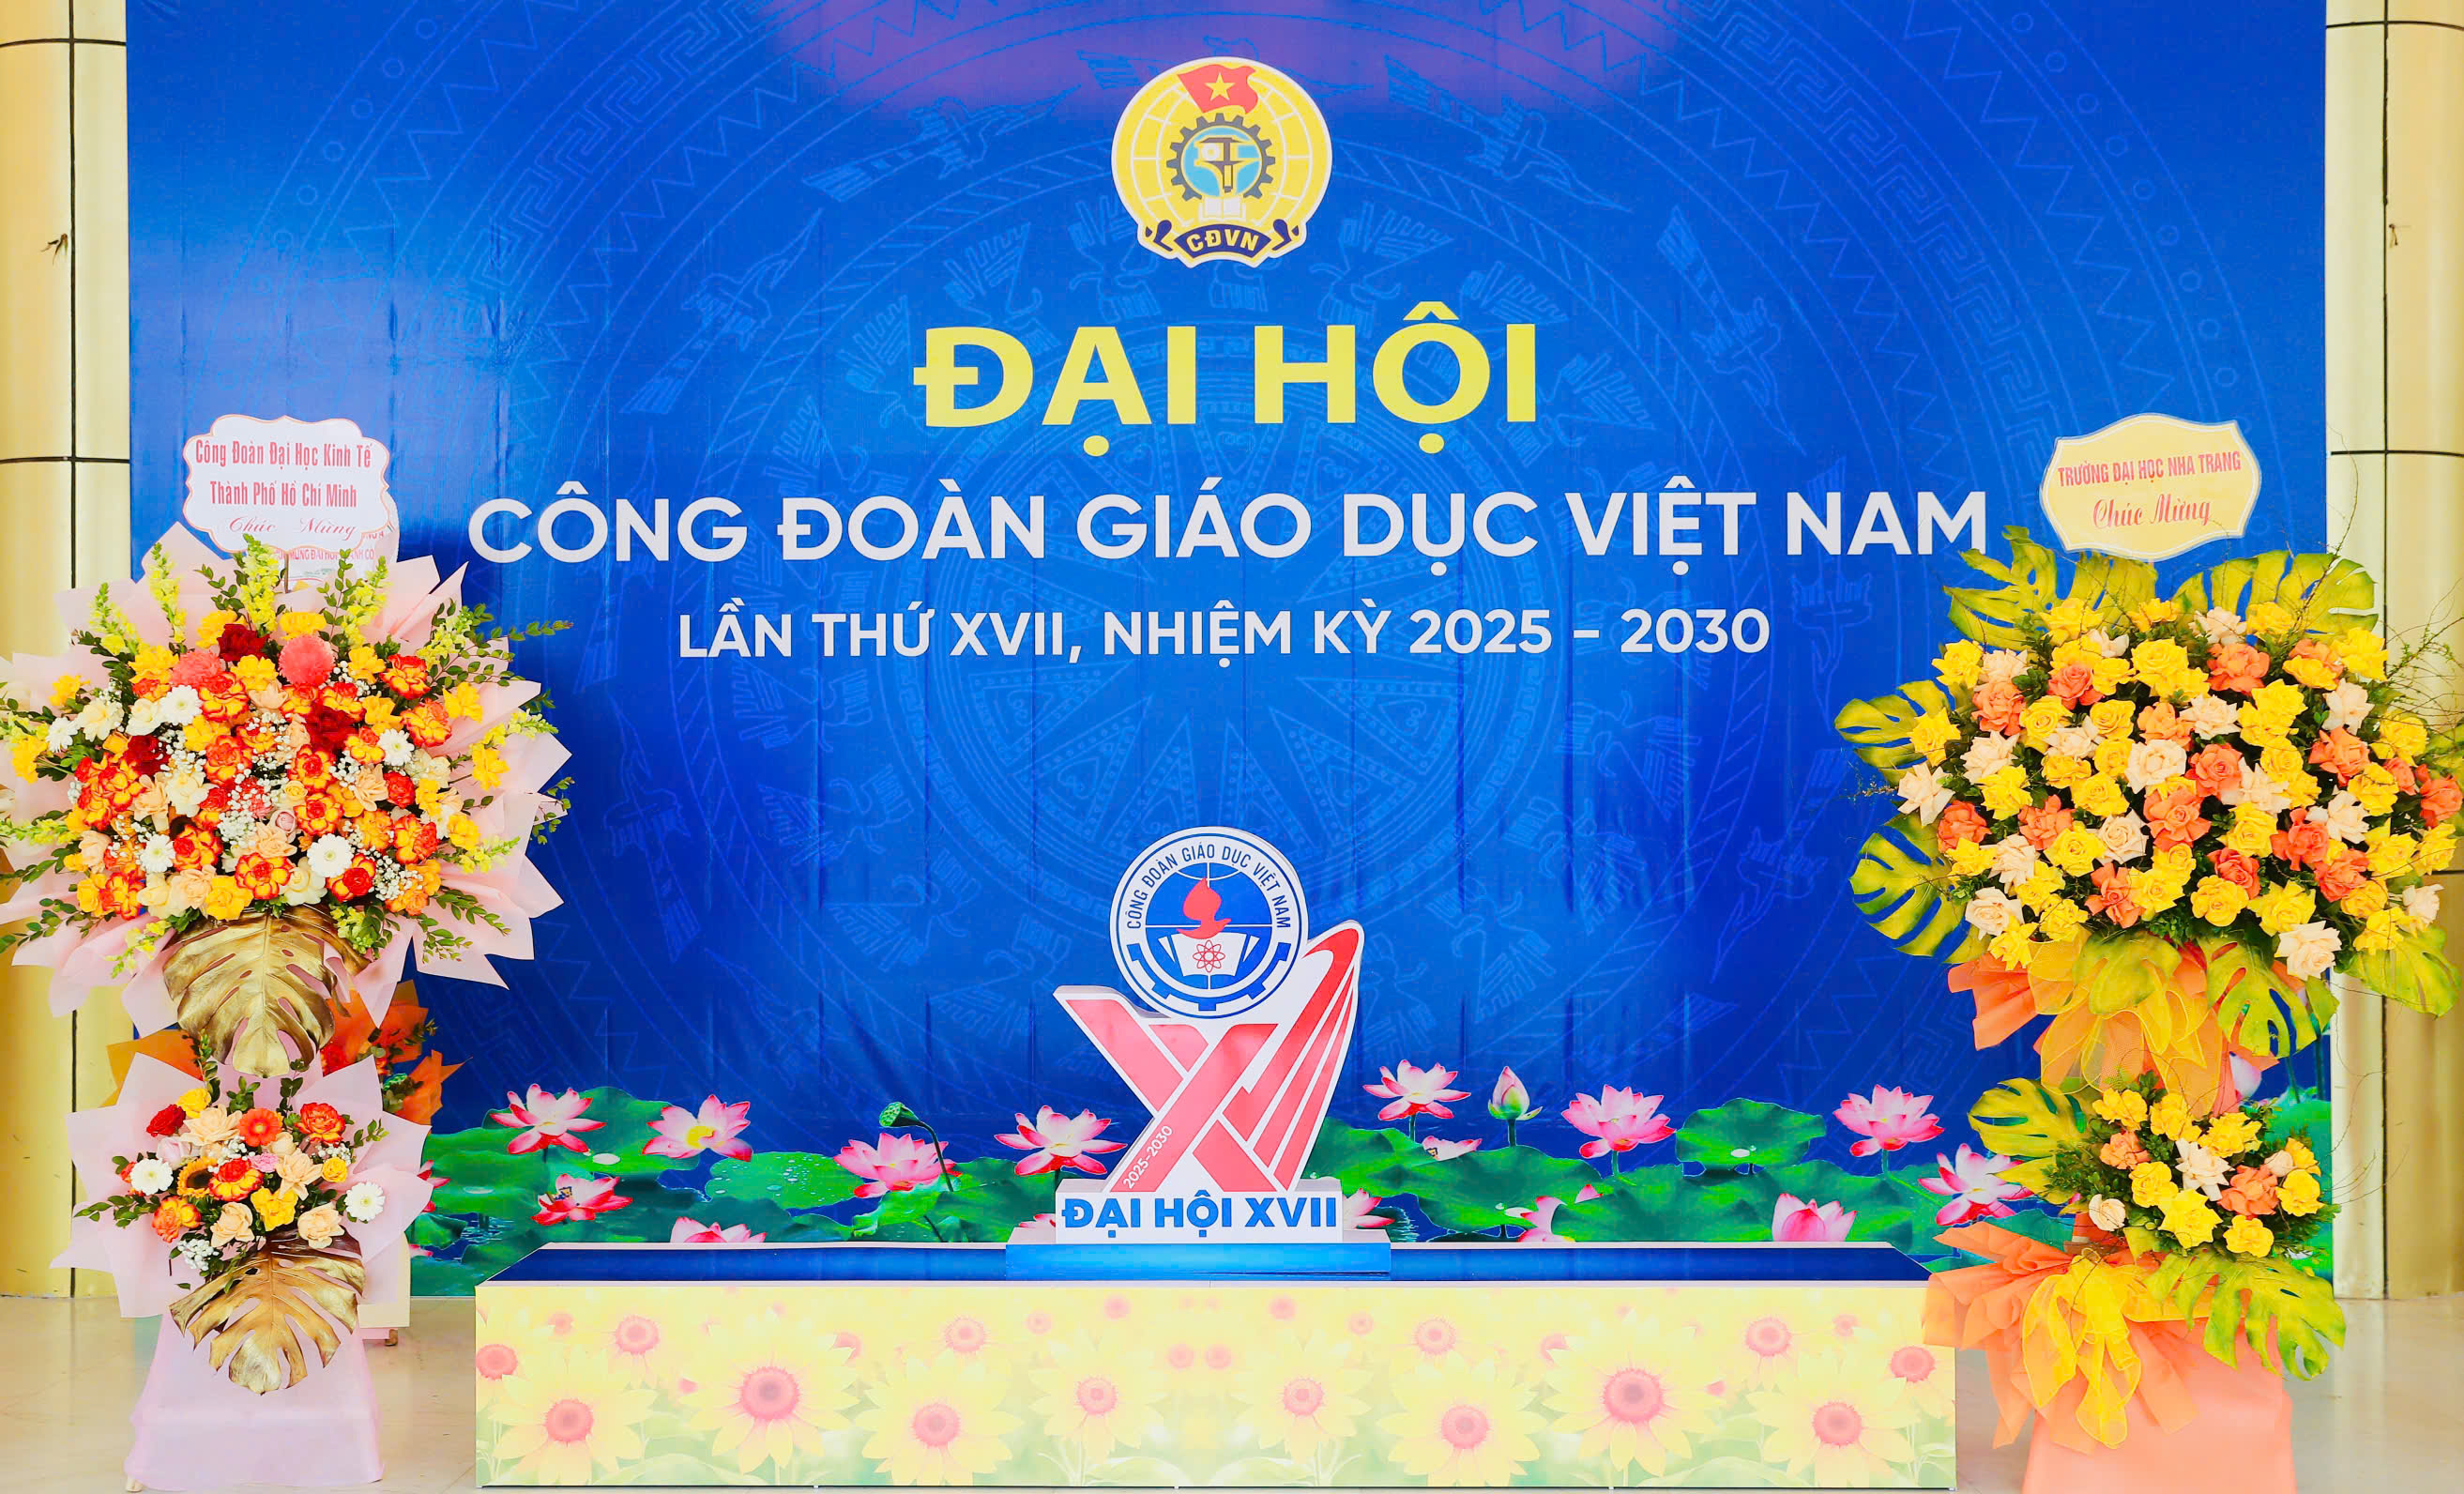 CĐVN
ĐẠI HỘI
CÔNG ĐOÀN GIÁO DỤC VIỆT NAM
LẦN THỨ XVII, NHIỆM KỲ 2025 - 2030
Công Đoàn Đại Học Kinh Tế
Thành Phố Hồ Chí Minh
Chúc Mừng
TRƯỜNG ĐẠI HỌC NHA TRANG
Chúc Mừng
CÔNG ĐOÀN GIÁO DỤC VIỆT NAM
2025-2030
ĐẠI HỘI XVII